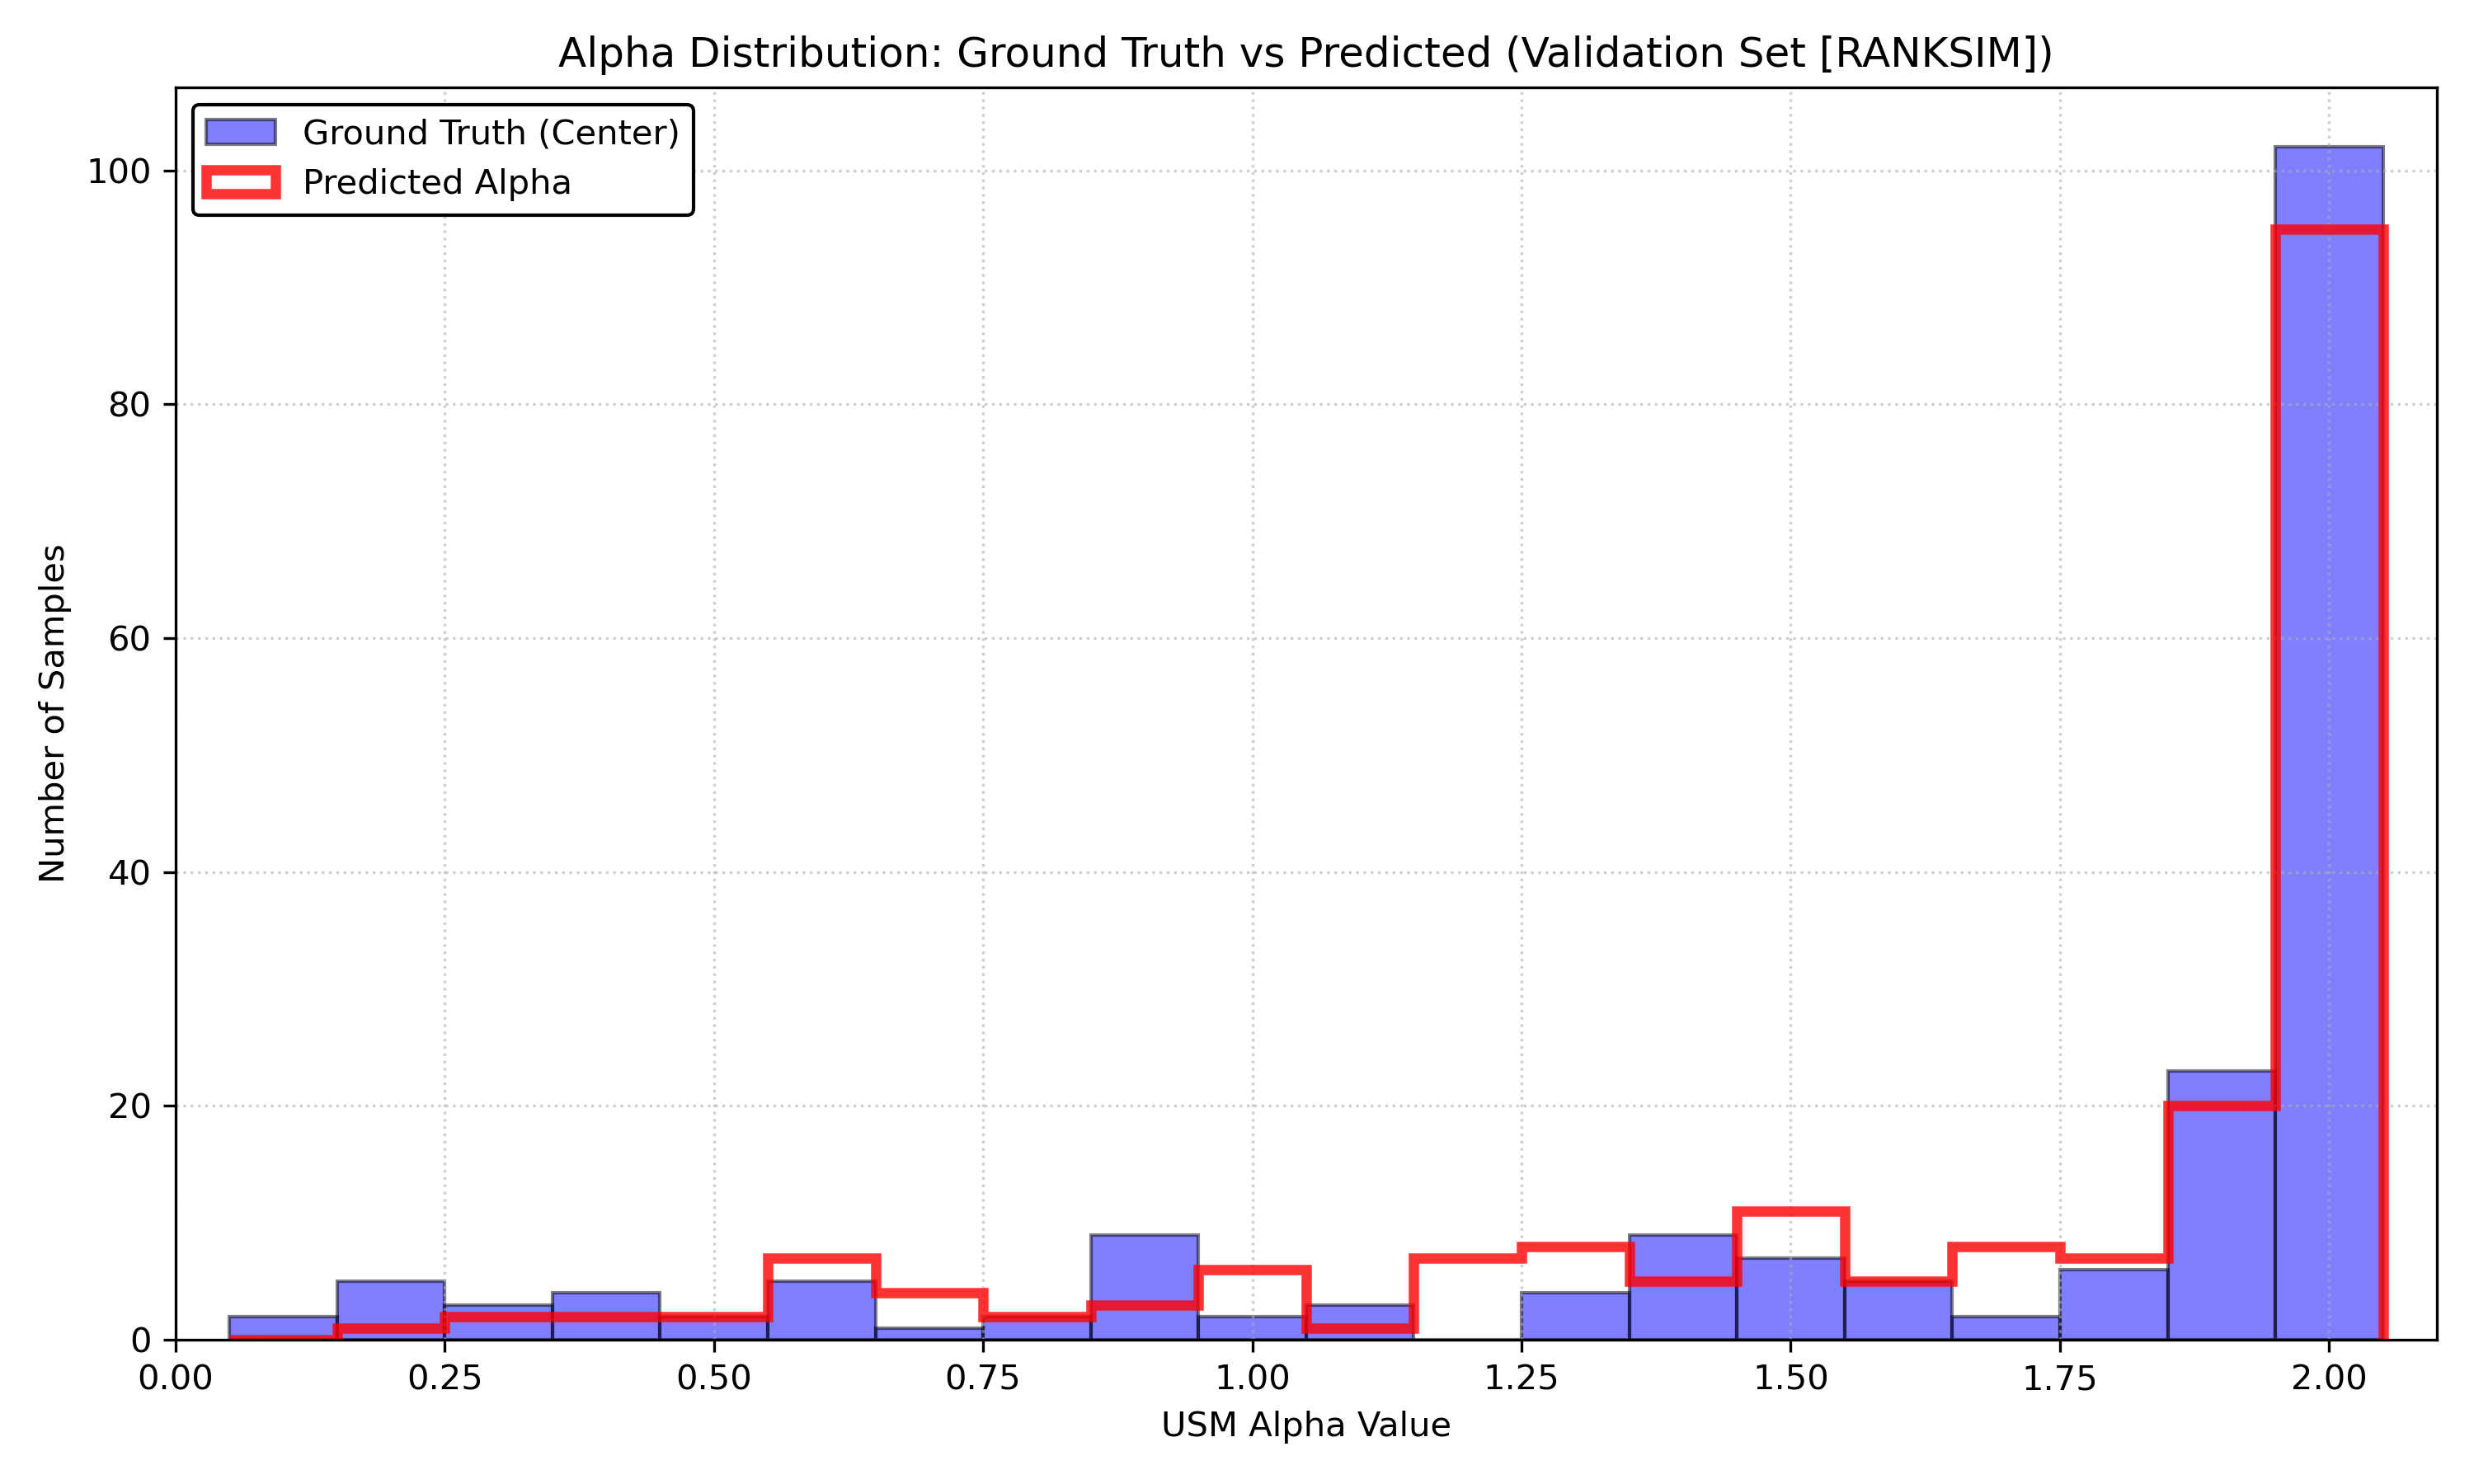 Alpha Distribution: Ground Truth vs Predicted (Validation Set [RANKSIM])
Ground Truth (Center)
Predicted Alpha
Number of Samples
100
80
60
40
20
0
0.00 0.25 0.50 0.75 1.00 1.25 1.50 1.75 2.00
USM Alpha Value